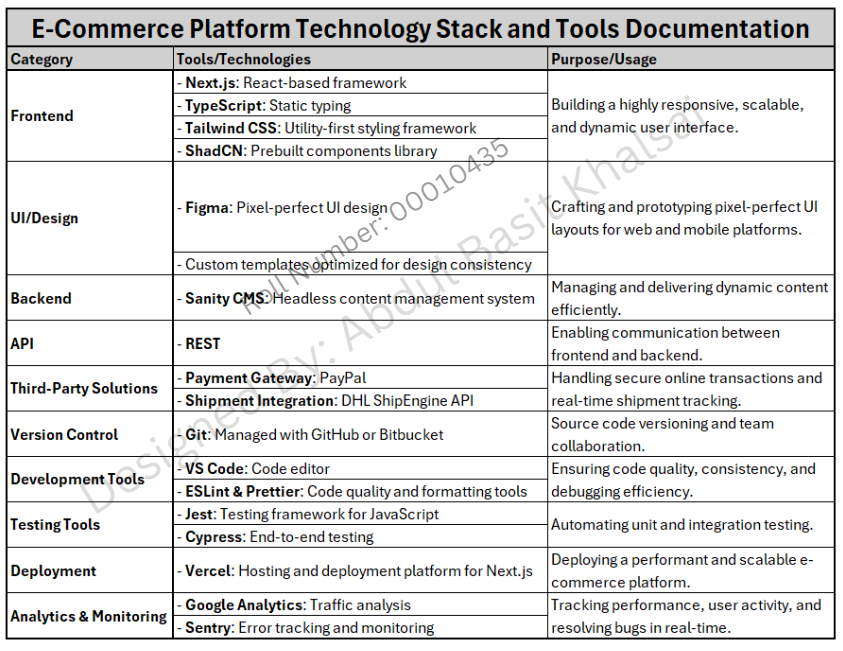 E-Commerce Platform Technology Stack and Tools Documentation
Category Tools/Technologies Purpose/Usage
Frontend
- Next.js: React-based framework
- TypeScript: Static typing
- Tailwind CSS: Utility-first styling framework
- ShadCN: Prebuilt components library
Building a highly responsive, scalable,
and dynamic user interface.
UI/Design
- Figma: Pixel-perfect UI design
- Custom templates optimized for design consistency
Crafting and prototyping pixel-perfect UI
layouts for web and mobile platforms.
Backend
- Sanity CMS: Headless content management system
Managing and delivering dynamic content
efficiently.
API
- REST
Enabling communication between
frontend and backend.
Third-Party Solutions
- Payment Gateway: PayPal
- Shipment Integration: DHL ShipEngine API
Handling secure online transactions and
real-time shipment tracking.
Version Control
- Git: Managed with GitHub or Bitbucket
Source code versioning and team
collaboration.
Development Tools
- VS Code: Code editor
- ESLint & Prettier: Code quality and formatting tools
Ensuring code quality, consistency, and
debugging efficiency.
Testing Tools
- Jest: Testing framework for JavaScript
- Cypress: End-to-end testing
Automating unit and integration testing.
Deployment
- Vercel: Hosting and deployment platform for Next.js
Deploying a performant and scalable e-
commerce platform.
Analytics & Monitoring
- Google Analytics: Traffic analysis
- Sentry: Error tracking and monitoring
Tracking performance, user activity, and
resolving bugs in real-time.
Roll Number: 00010435
Designed By: Abdul Basit Khalsai